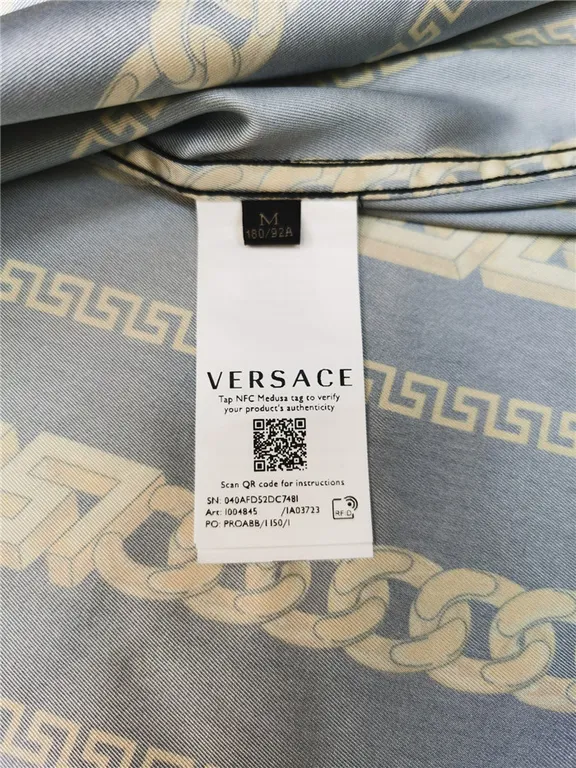 M
180/92A
VERSACE
Tap NFC Medusa tag to verify
your product's authenticity
Scan QR code for instructions
SN: 040AFD52DC7481
Art: 1004845 /1A03723
PO: PROABB/1150/1
RFID